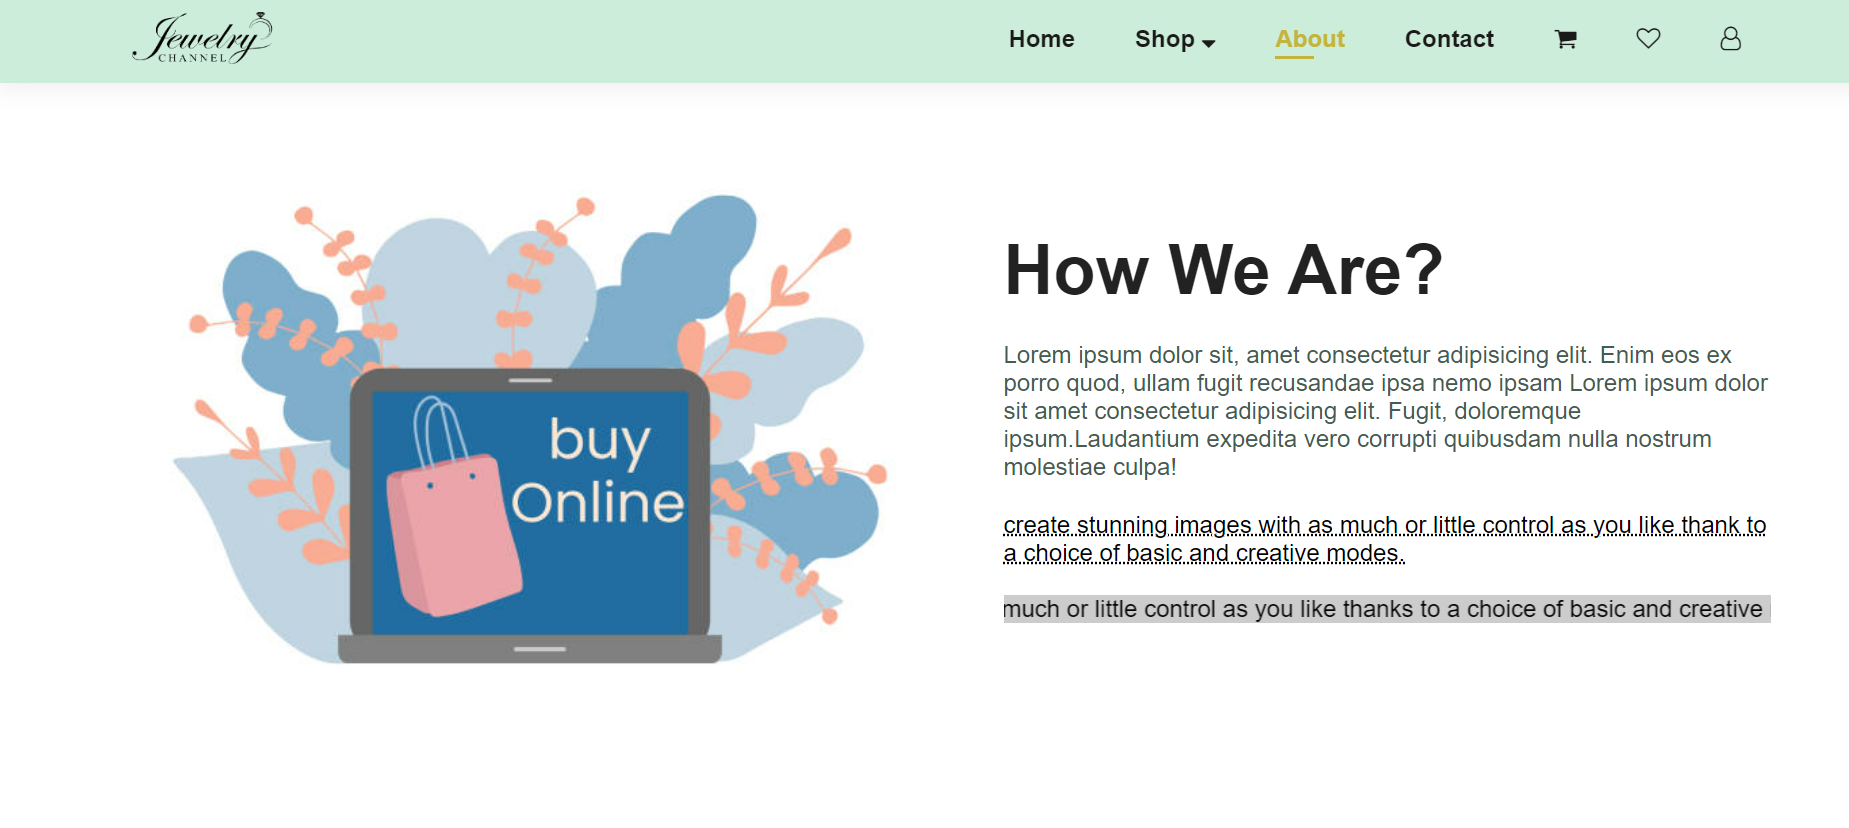 Jewelry
CHANNEL
Home Shop About Contact
buy
Online
How We Are?
Lorem ipsum dolor sit, amet consectetur adipisicing elit. Enim eos ex
porro quod, ullam fugit recusandae ipsa nemo ipsam Lorem ipsum dolor
sit amet consectetur adipisicing elit. Fugit, doloremque
ipsum.Laudantium expedita vero corrupti quibusdam nulla nostrum
molestiae culpa!
create stunning images with as much or little control as you like thank to
a choice of basic and creative modes.
much or little control as you like thanks to a choice of basic and creative